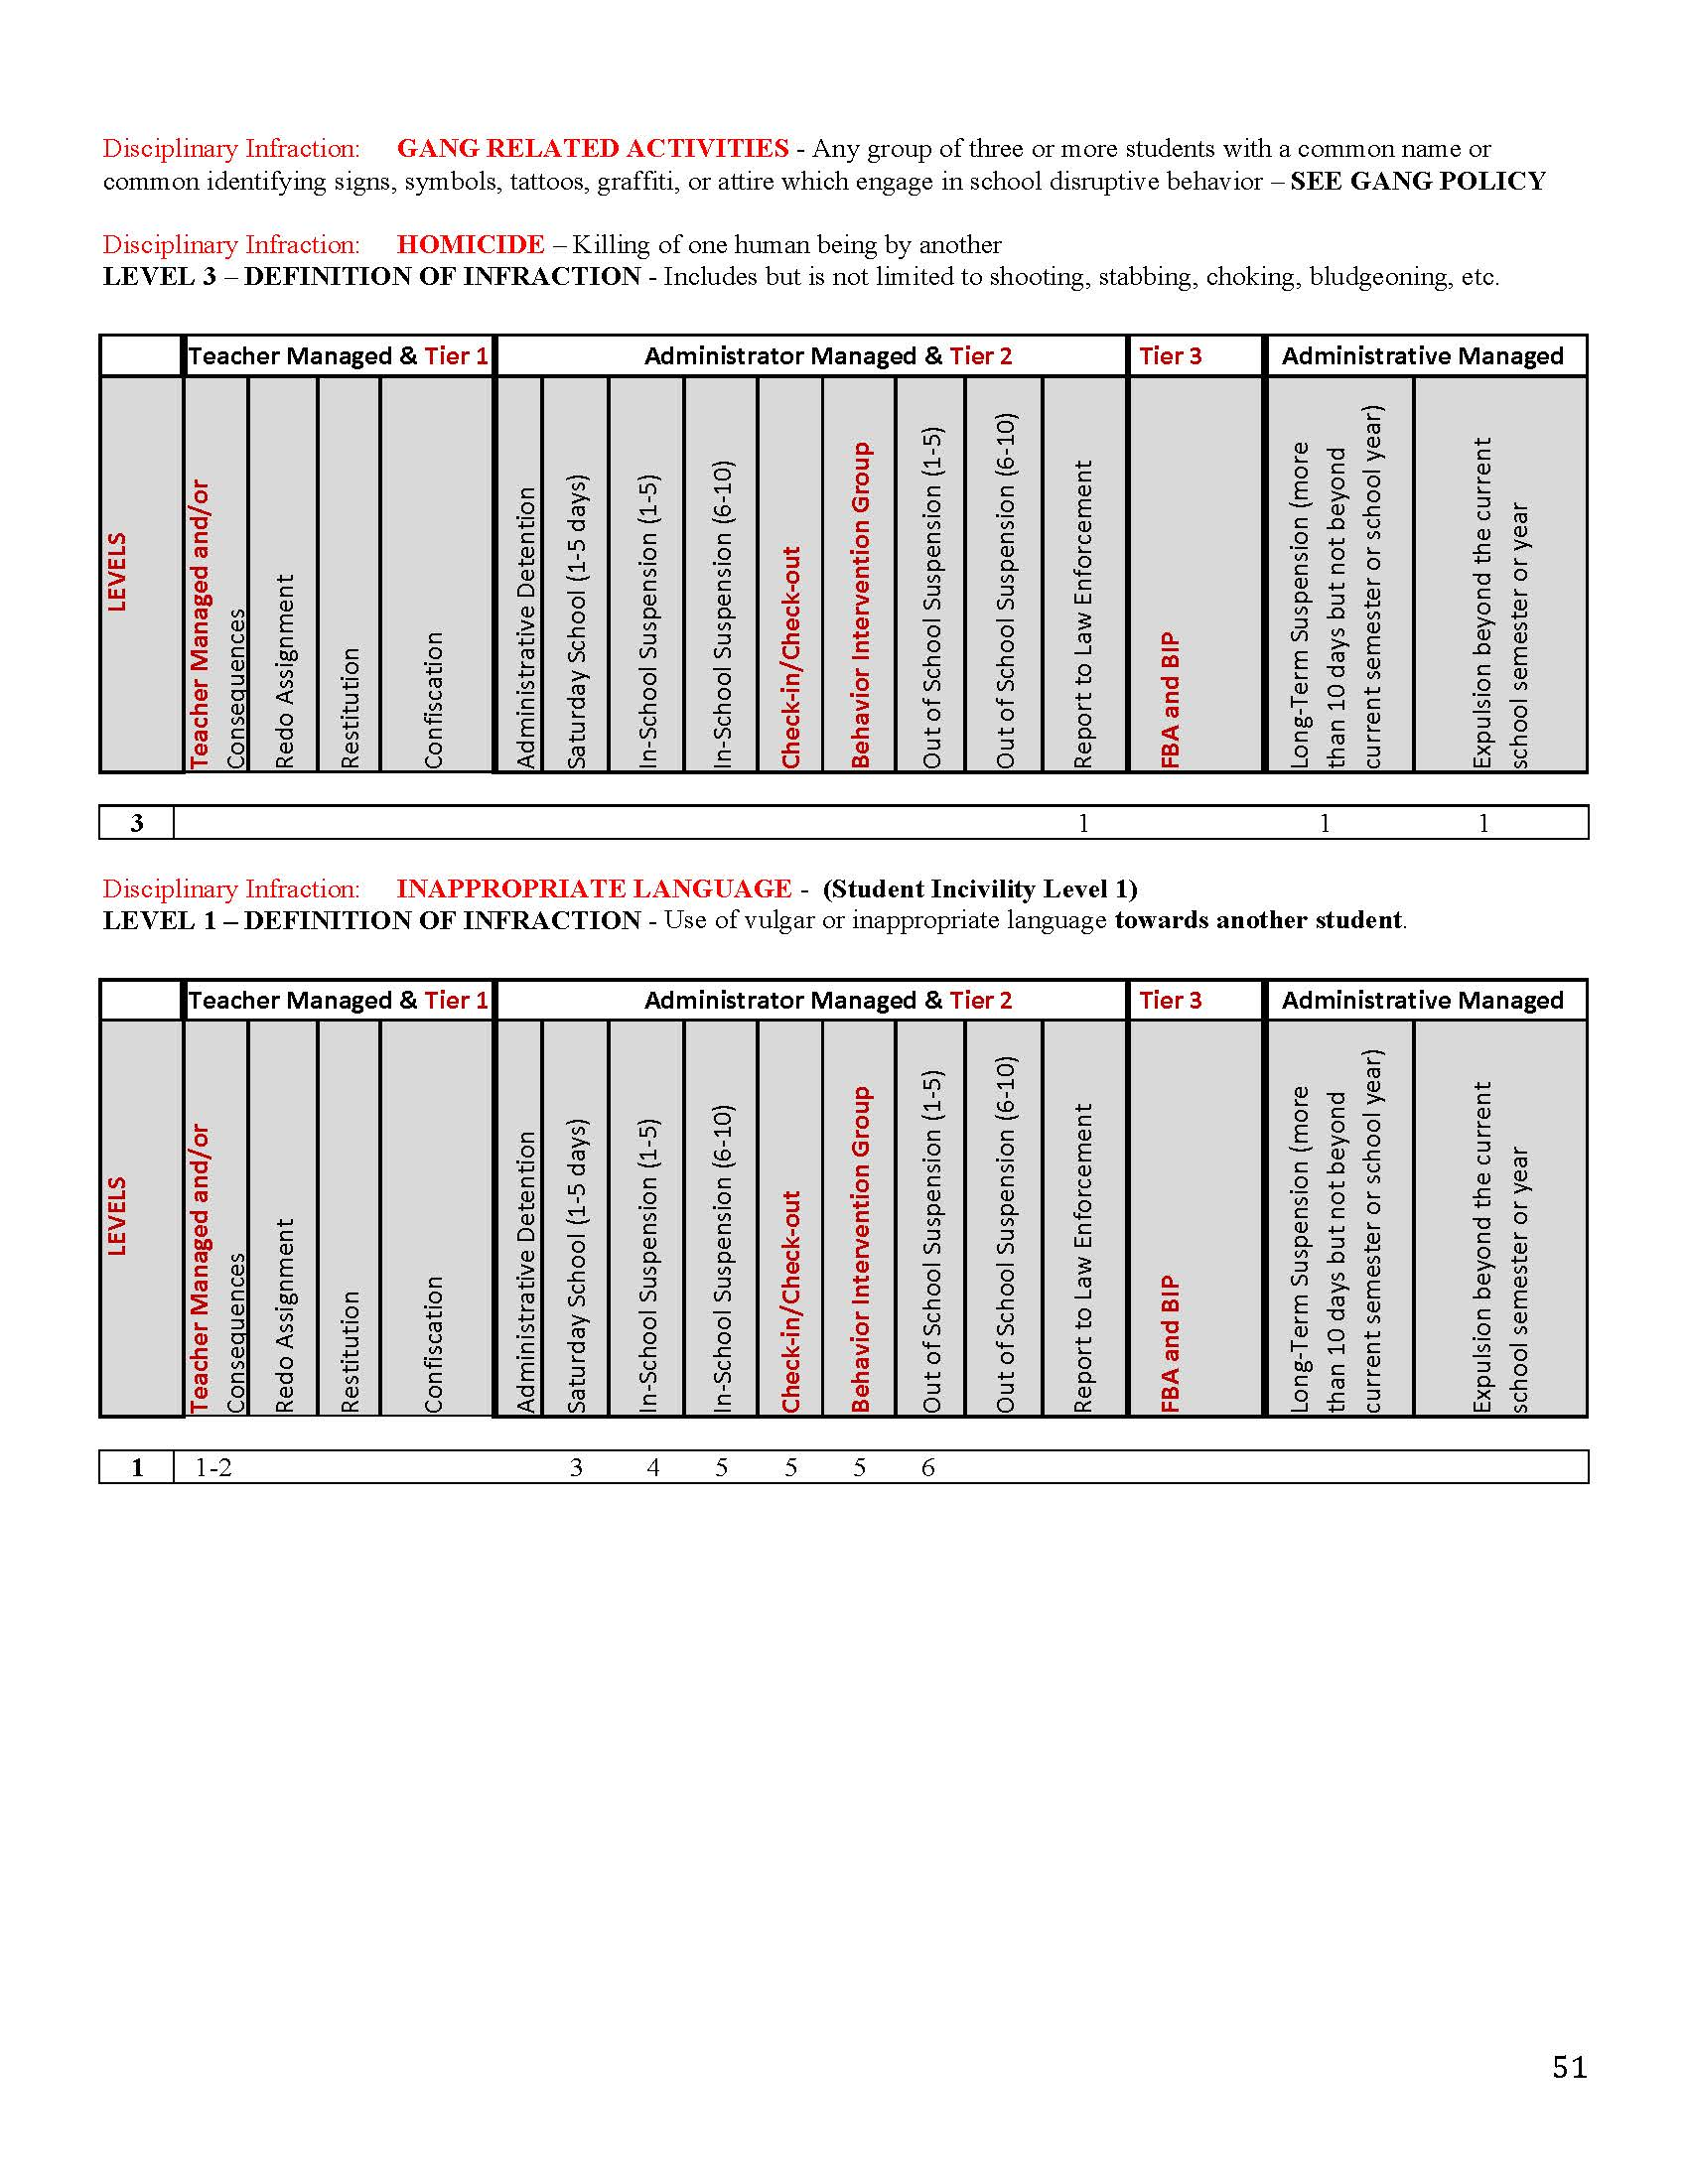 Disciplinary Infraction: GANG RELATED ACTIVITIES - Any group of three or more students with a common name or
common identifying signs, symbols, tattoos, graffiti, or attire which engage in school disruptive behavior – SEE GANG POLICY
Disciplinary Infraction: HOMICIDE – Killing of one human being by another
LEVEL 3 – DEFINITION OF INFRACTION - Includes but is not limited to shooting, stabbing, choking, bludgeoning, etc.
Teacher Managed & Tier 1 Administrator Managed & Tier 2 Tier 3 Administrative Managed
LEVELS
Teacher Managed and/or
Consequences
Redo Assignment
Restitution
Confiscation
Administrative Detention
Saturday School (1-5 days)
In-School Suspension (1-5)
In-School Suspension (6-10)
Check-in/Check-out
Behavior Intervention Group
Out of School Suspension (1-5)
Out of School Suspension (6-10)
Report to Law Enforcement
FBA and BIP
Long-Term Suspension (more
than 10 days but not beyond
current semester or school year)
Expulsion beyond the current
school semester or year
3 1 1 1
Disciplinary Infraction: INAPPROPRIATE LANGUAGE - (Student Incivility Level 1)
LEVEL 1 – DEFINITION OF INFRACTION - Use of vulgar or inappropriate language towards another student.
Teacher Managed & Tier 1 Administrator Managed & Tier 2 Tier 3 Administrative Managed
LEVELS
Teacher Managed and/or
Consequences
Redo Assignment
Restitution
Confiscation
Administrative Detention
Saturday School (1-5 days)
In-School Suspension (1-5)
In-School Suspension (6-10)
Check-in/Check-out
Behavior Intervention Group
Out of School Suspension (1-5)
Out of School Suspension (6-10)
Report to Law Enforcement
FBA and BIP
Long-Term Suspension (more
than 10 days but not beyond
current semester or school year)
Expulsion beyond the current
school semester or year
1 1-2 3 4 5 5 5 6
51